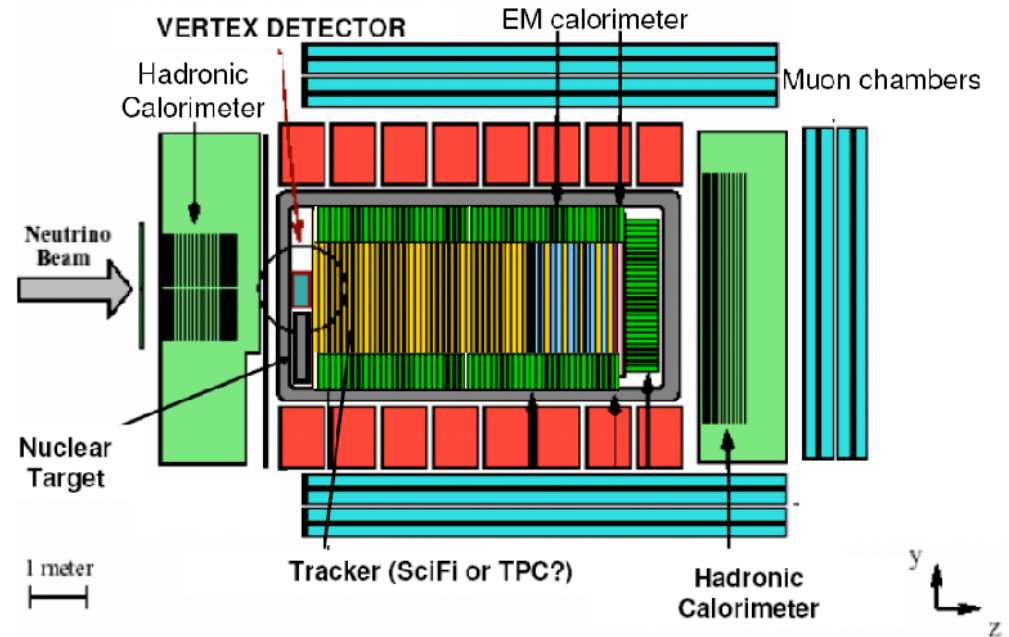 VERTEX DETECTOR
EM calorimeter
Hadronic
Calorimeter
Muon chambers
Neutrino
Beam
Nuclear
Target
1 meter
Tracker (SciFi or TPC?)
Hadronic
Calorimeter
y
z